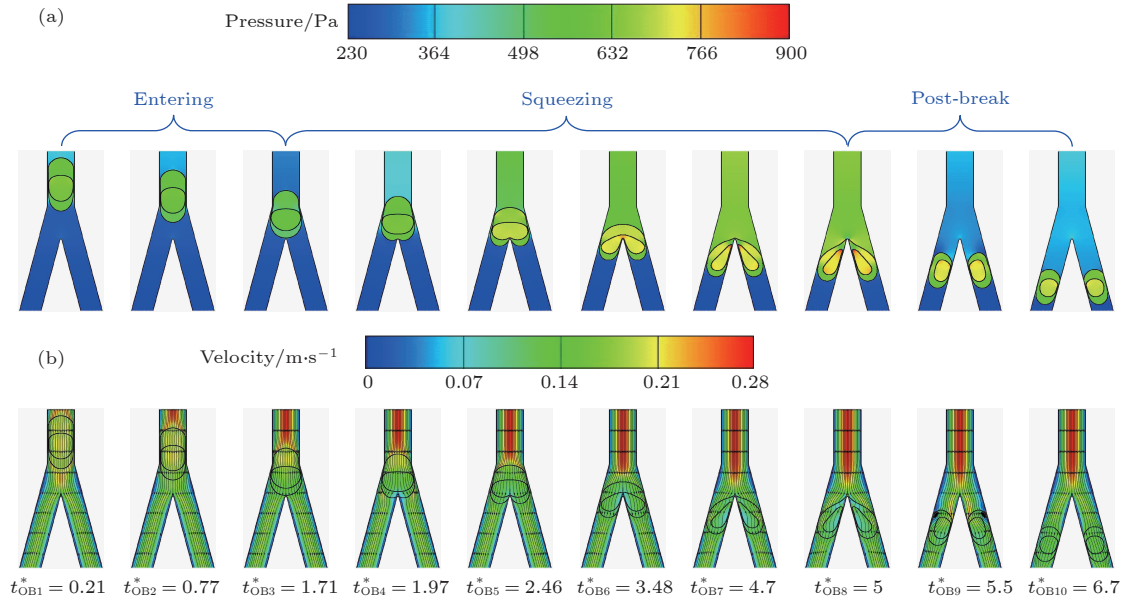 (a)
Pressure/Pa
230 364 498 632 766 900
Entering Squeezing Post-break
(b)
Velocity/m·s⁻¹
0 0.07 0.14 0.21 0.28
t*OB1 = 0.21 t*OB2 = 0.77 t*OB3 = 1.71 t*OB4 = 1.97 t*OB5 = 2.46 t*OB6 = 3.48 t*OB7 = 4.7 t*OB8 = 5 t*OB9 = 5.5 t*OB10 = 6.7